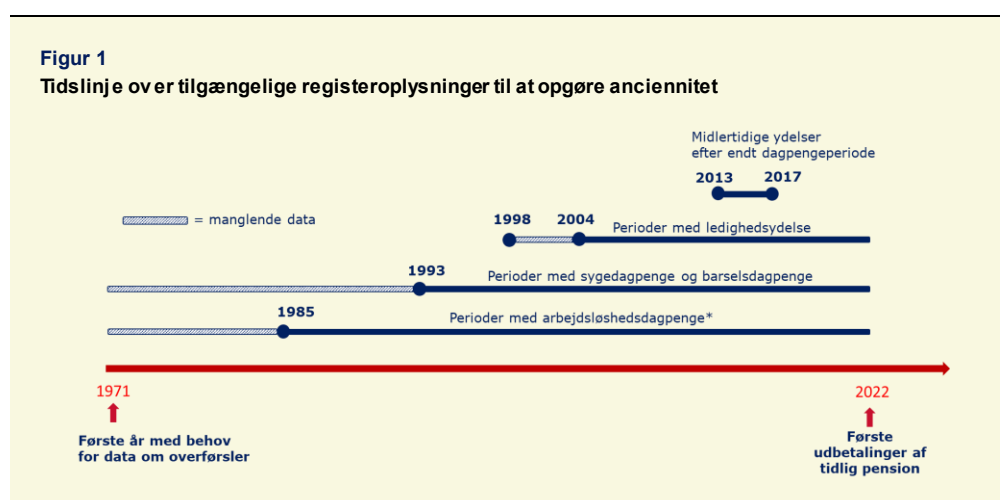 Figur 1
Tidslinje over tilgængelige registeroplysninger til at opgøre anciennitet
Midlertidige ydelser
efter endt dagpengeperiode
2013 2017
= manglende data
1998 2004
Perioder med ledighedsydelse
1993
Perioder med sygedagpenge og barselsdagpenge
1985
Perioder med arbejdsløshedsdagpenge*
1971
2022
Første år med behov
for data om overførsler
Første
udbetalinger af
tidlig pension